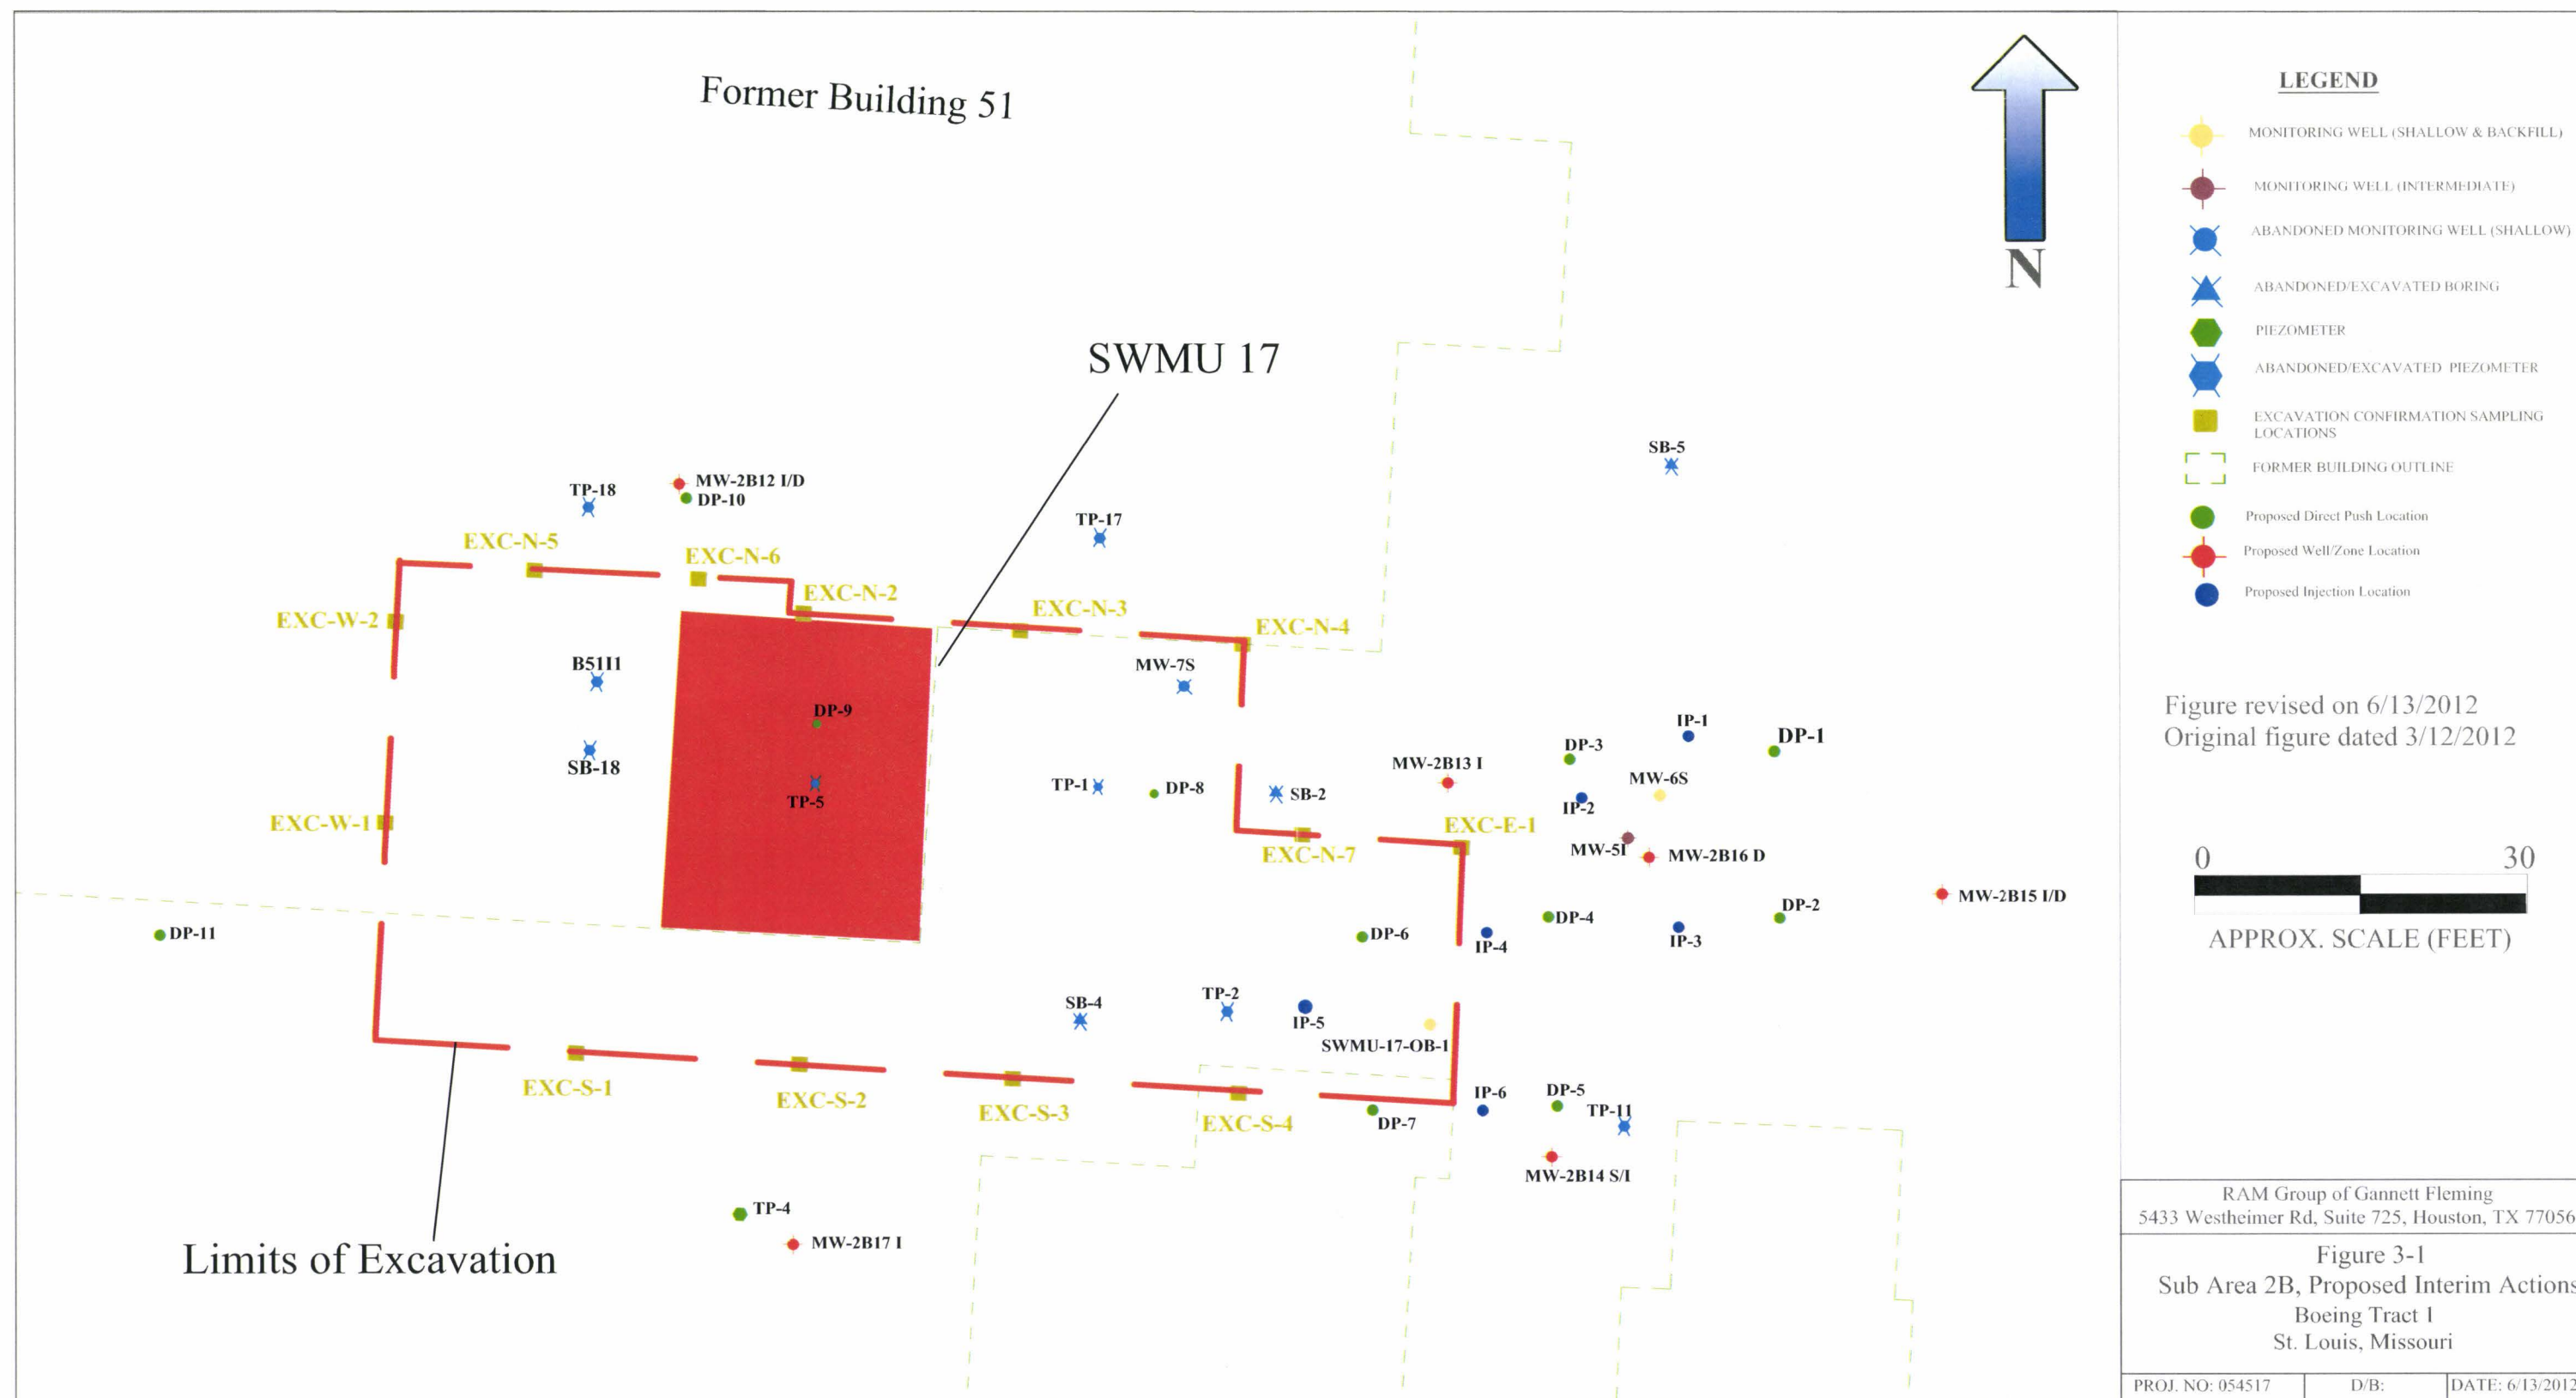 Former Building 51
SWMU 17
N
SB-5
TP-18
MW-2B12 I/D
DP-10
TP-17
EXC-N-5
EXC-N-6
EXC-N-2
EXC-N-3
EXC-N-4
EXC-W-2
B51I1
MW-7S
DP-9
SB-18
TP-5
TP-1
DP-8
SB-2
MW-2B13 I
DP-3
IP-1
DP-1
MW-6S
IP-2
EXC-W-1
EXC-E-1
EXC-N-7
MW-5I
MW-2B16 D
MW-2B15 I/D
DP-11
DP-6
IP-4
DP-4
IP-3
DP-2
SB-4
TP-2
IP-5
SWMU-17-OB-1
EXC-S-1
EXC-S-2
EXC-S-3
EXC-S-4
DP-7
IP-6
DP-5
TP-11
MW-2B14 S/I
TP-4
MW-2B17 I
Limits of Excavation
LEGEND
MONITORING WELL (SHALLOW & BACKFILL)
MONITORING WELL (INTERMEDIATE)
ABANDONED MONITORING WELL (SHALLOW)
ABANDONED/EXCAVATED BORING
PIEZOMETER
ABANDONED/EXCAVATED PIEZOMETER
EXCAVATION CONFIRMATION SAMPLING
LOCATIONS
FORMER BUILDING OUTLINE
Proposed Direct Push Location
Proposed Well/Zone Location
Proposed Injection Location
Figure revised on 6/13/2012
Original figure dated 3/12/2012
0 30
APPROX. SCALE (FEET)
RAM Group of Gannett Fleming
5433 Westheimer Rd, Suite 725, Houston, TX 77056
Figure 3-1
Sub Area 2B, Proposed Interim Actions
Boeing Tract 1
St. Louis, Missouri
PROJ. NO: 054517 D/B: DATE: 6/13/2012